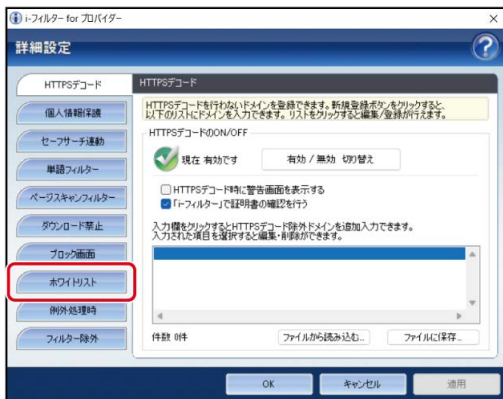 i-フィルター for プロバイダー
詳細設定
HTTPSデコード
個人情報保護
セーフサーチ連動
単語フィルター
ページスキャンフィルター
ダウンロード禁止
ブロック画面
ホワイトリスト
例外処理時
フィルター除外
HTTPSデコード
HTTPSデコードを行わないドメインを登録できます。新規登録ボタンをクリックすると、
以下のリストにドメインを入力できます。リストをクリックすると編集/登録が行えます。
HTTPSデコードのON/OFF
現在 有効です
有効 / 無効 切り替え
HTTPSデコード時に警告画面を表示する
「i-フィルター」で証明書の確認を行う
入力欄をクリックするとHTTPSデコード除外ドメインを追加入力できます。
入力された項目を選択すると編集・削除ができます。
件数 0件
ファイルから読み込む...
ファイルに保存...
OK
キャンセル
適用